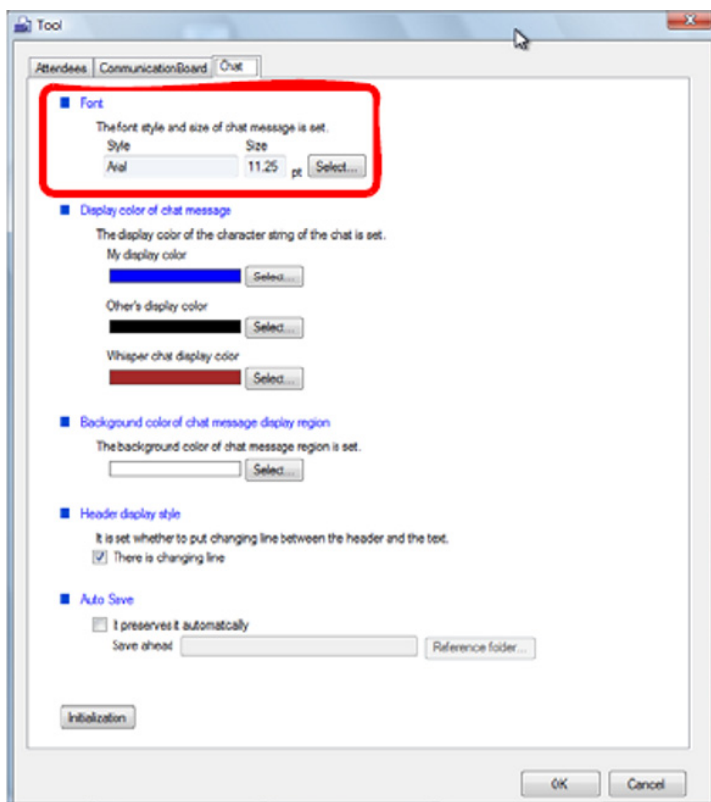 Tool
Attendees CommunicationBoard Chat
Font
The font style and size of chat message is set.
Style Size
Arial 11.25 pt Select...
Display color of chat message
The display color of the character string of the chat is set.
My display color
Select...
Other's display color
Select...
Whisper chat display color
Select...
Background color of chat message display region
The background color of chat message region is set.
Select...
Header display style
It is set whether to put changing line between the header and the text.
There is changing line
Auto Save
It preserves it automatically
Save ahead Reference folder...
Initialization
OK Cancel